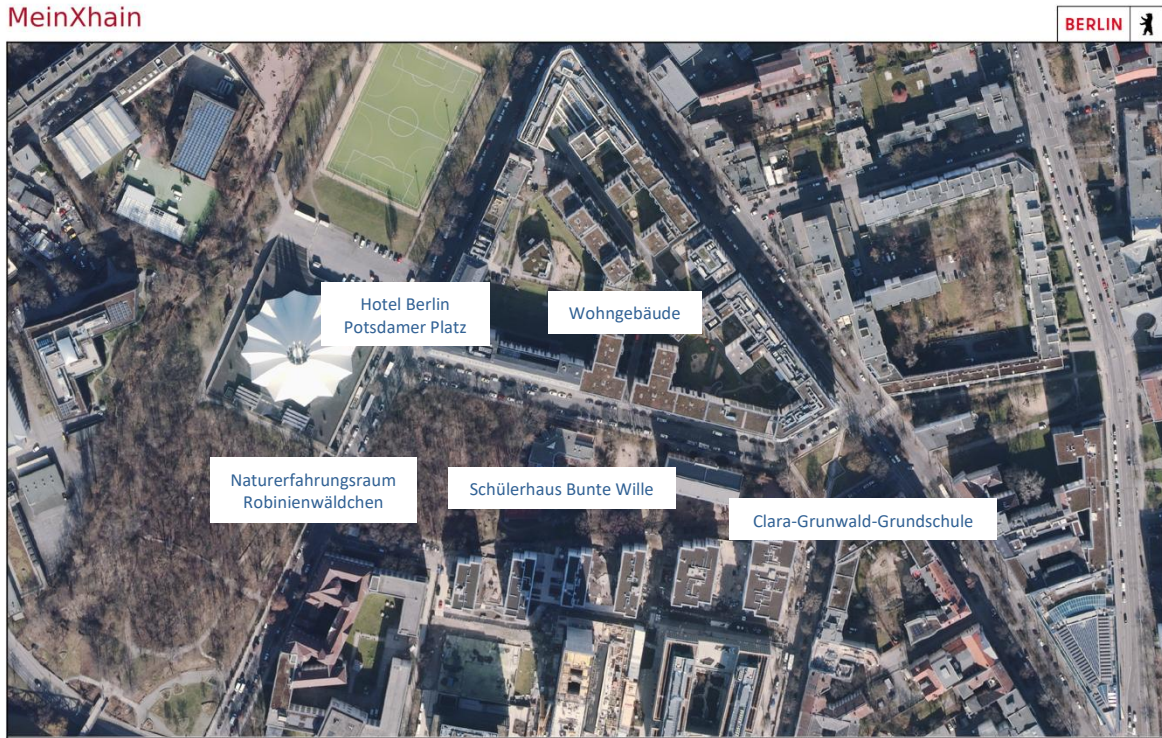 MeinXhain
BERLIN
Hotel Berlin
Potsdamer Platz
Wohngebäude
Naturerfahrungsraum
Robinienwäldchen
Schülerhaus Bunte Wille
Clara-Grunwald-Grundschule